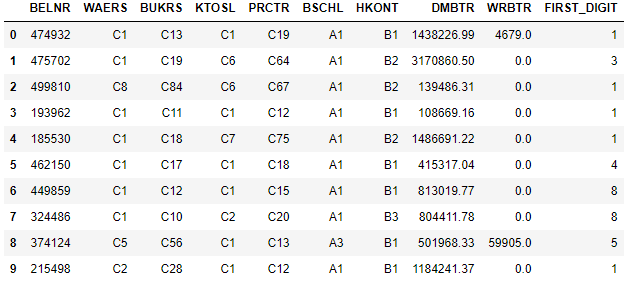 BELNR WAERS BUKRS KTOSL PRCTR BSCHL HKONT DMBTR WRBTR FIRST_DIGIT
0 474932 C1 C13 C1 C19 A1 B1 1438226.99 4679.0 1
1 475702 C1 C19 C6 C64 A1 B2 3170860.50 0.0 3
2 499810 C8 C84 C6 C67 A1 B2 139486.31 0.0 1
3 193962 C1 C11 C1 C12 A1 B1 108669.16 0.0 1
4 185530 C1 C18 C7 C75 A1 B2 1486691.22 0.0 1
5 462150 C1 C17 C1 C18 A1 B1 415317.04 0.0 4
6 449859 C1 C12 C1 C15 A1 B1 813019.77 0.0 8
7 324486 C1 C10 C2 C20 A1 B3 804411.78 0.0 8
8 374124 C5 C56 C1 C13 A3 B1 501968.33 59905.0 5
9 215498 C2 C28 C1 C12 A1 B1 1184241.37 0.0 1